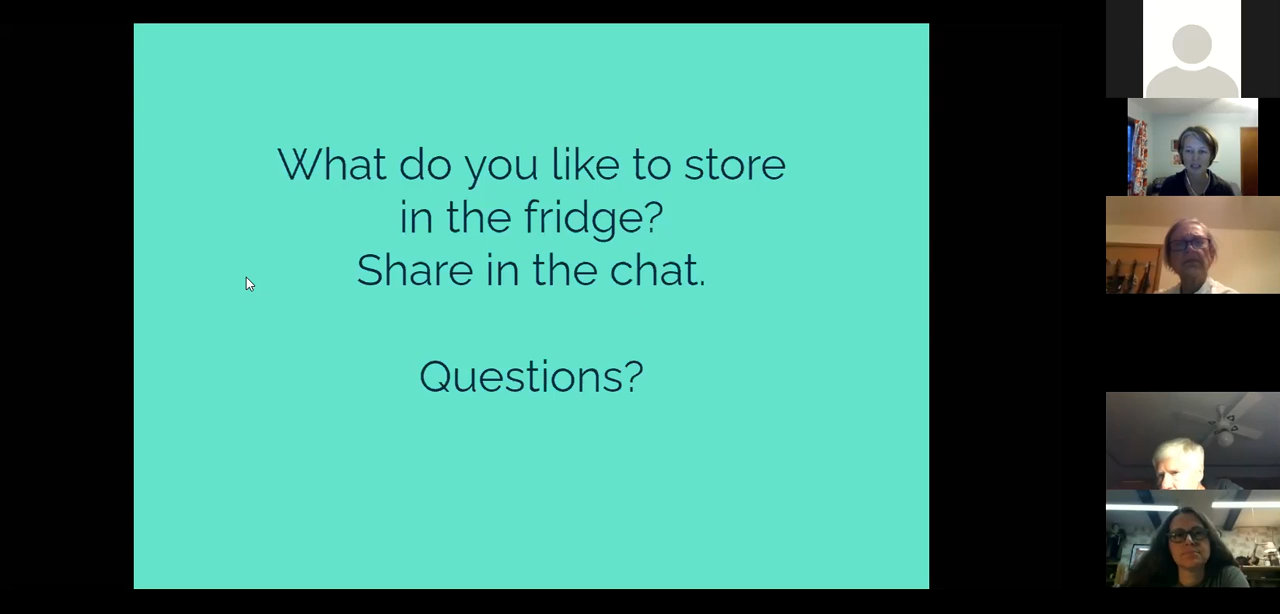 What do you like to store
in the fridge?
Share in the chat.
Questions?